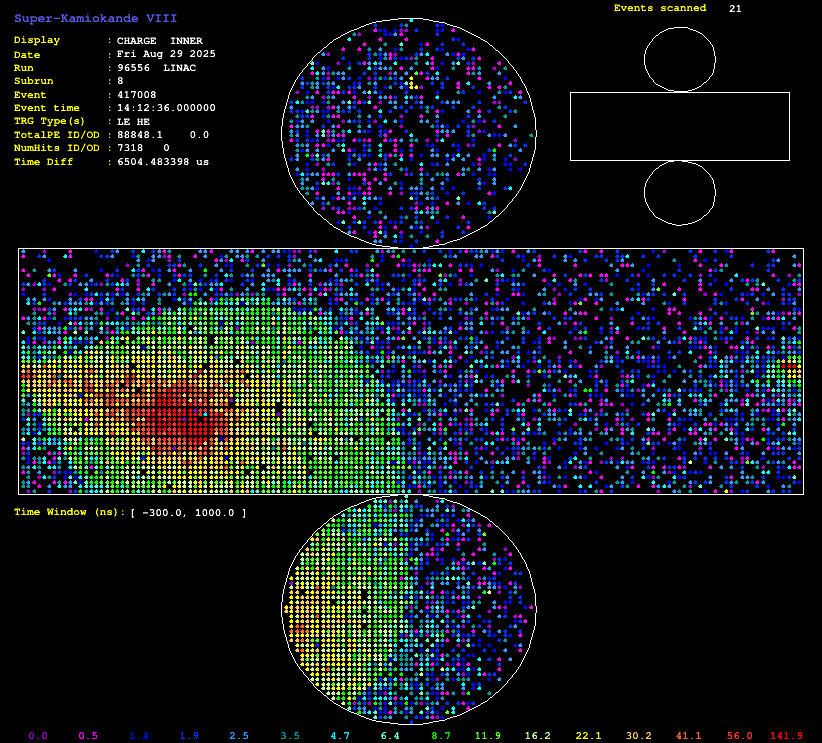 Super-Kamiokande VIII
Events scanned 21
Display : CHARGE INNER
Date : Fri Aug 29 2025
Run : 96556 LINAC
Subrun : 8
Event : 417008
Event time : 14:12:36.000000
TRG Type(s) : LE HE
TotalPE ID/OD : 88848.1 0.0
NumHits ID/OD : 7318 0
Time Diff : 6504.483398 us
Time Window (ns): [ -300.0, 1000.0 ]
0.0 0.5 1.4 1.9 2.5 3.5 4.7 6.4 8.7 11.9 16.2 22.1 30.2 41.1 56.0 141.9